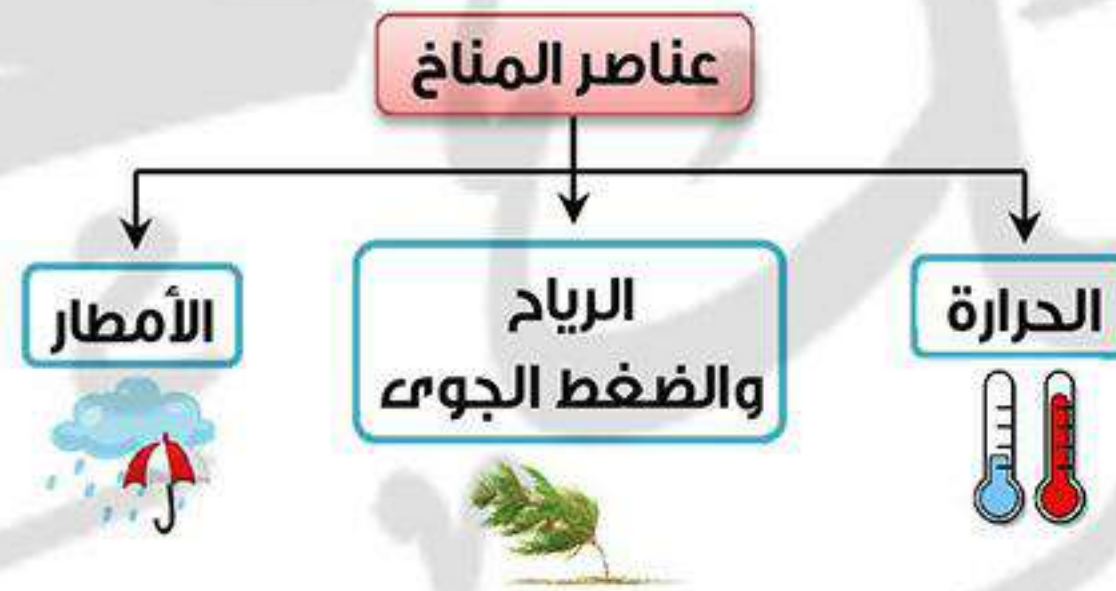 عناصر المناخ
الحرارة
الرياح
والضغط الجوى
الأمطار